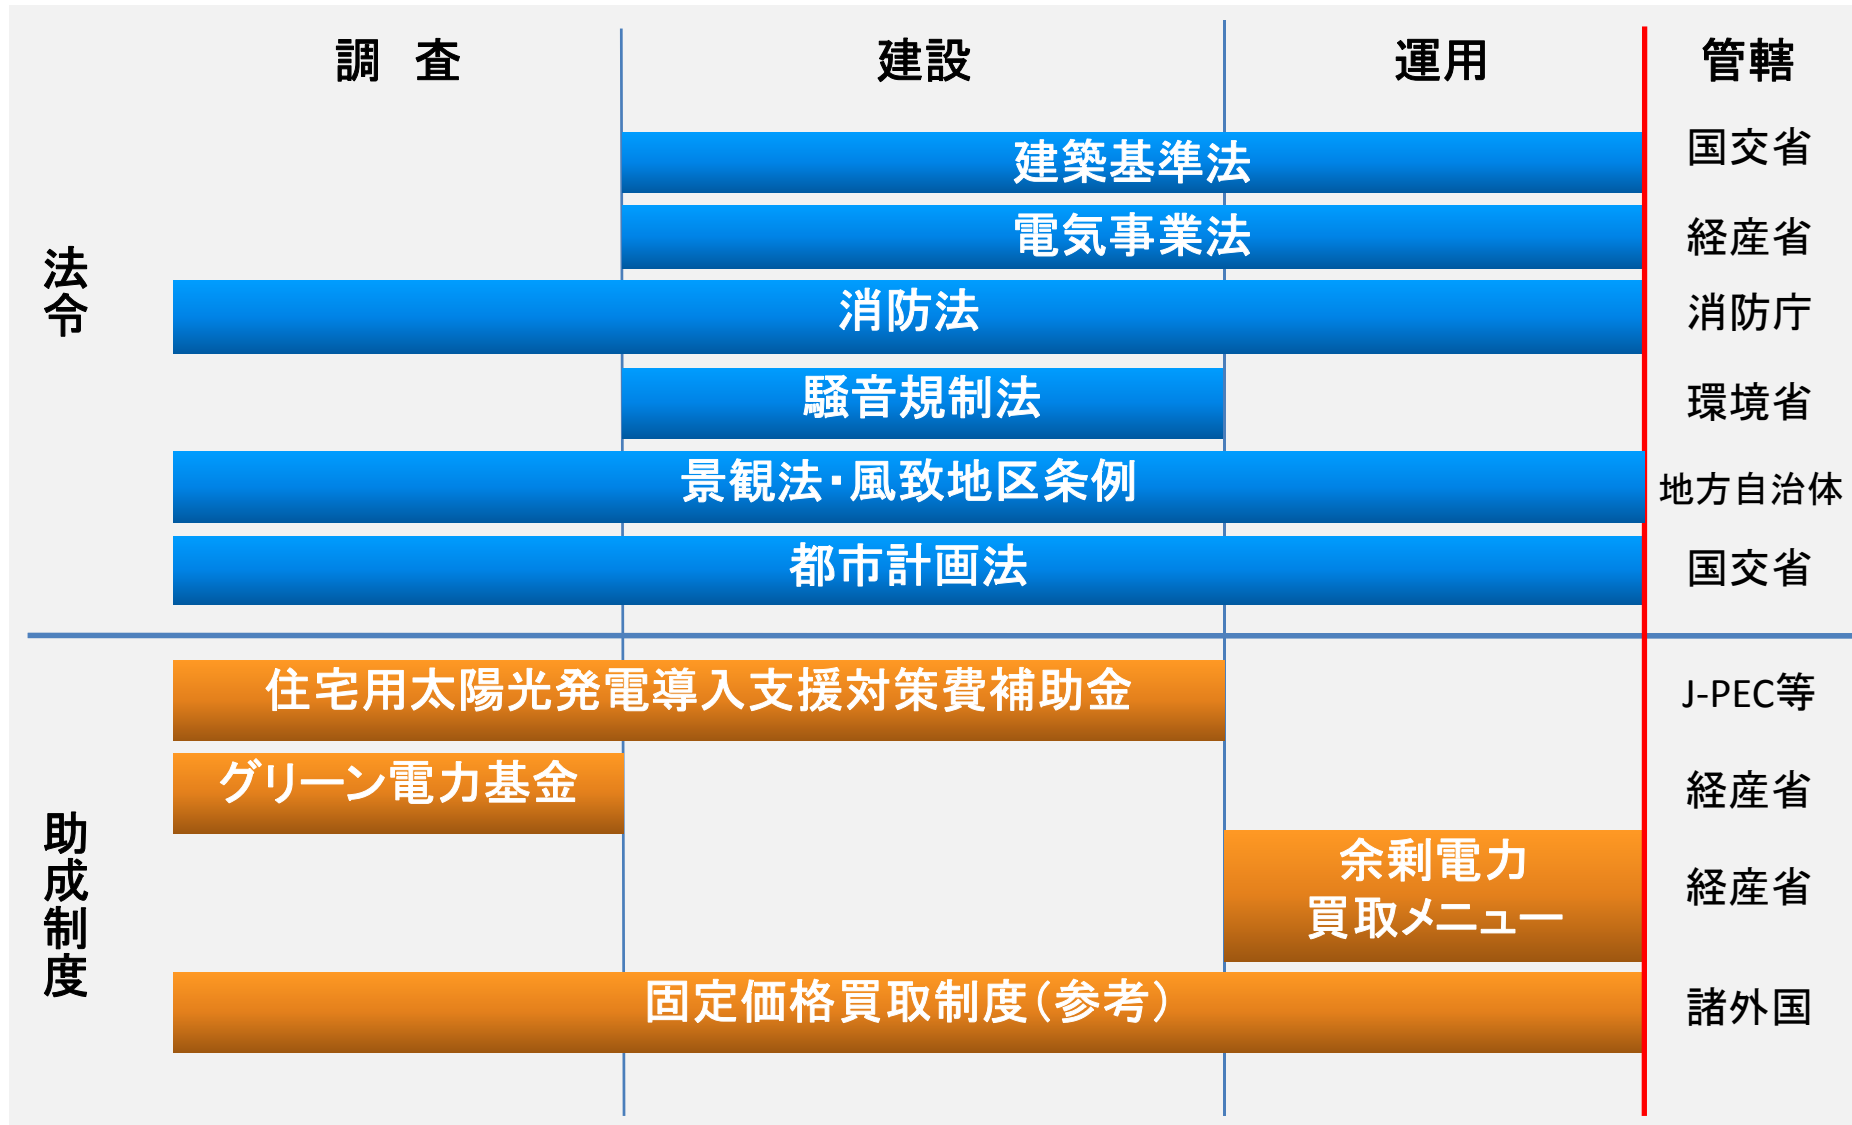 調　査
建設
運用
管轄
法令
建築基準法
国交省
電気事業法
経産省
消防法
消防庁
騒音規制法
環境省
景観法・風致地区条例
地方自治体
都市計画法
国交省
助成制度
住宅用太陽光発電導入支援対策費補助金
J-PEC等
グリーン電力基金
経産省
余剰電力
買取メニュー
経産省
固定価格買取制度（参考）
諸外国